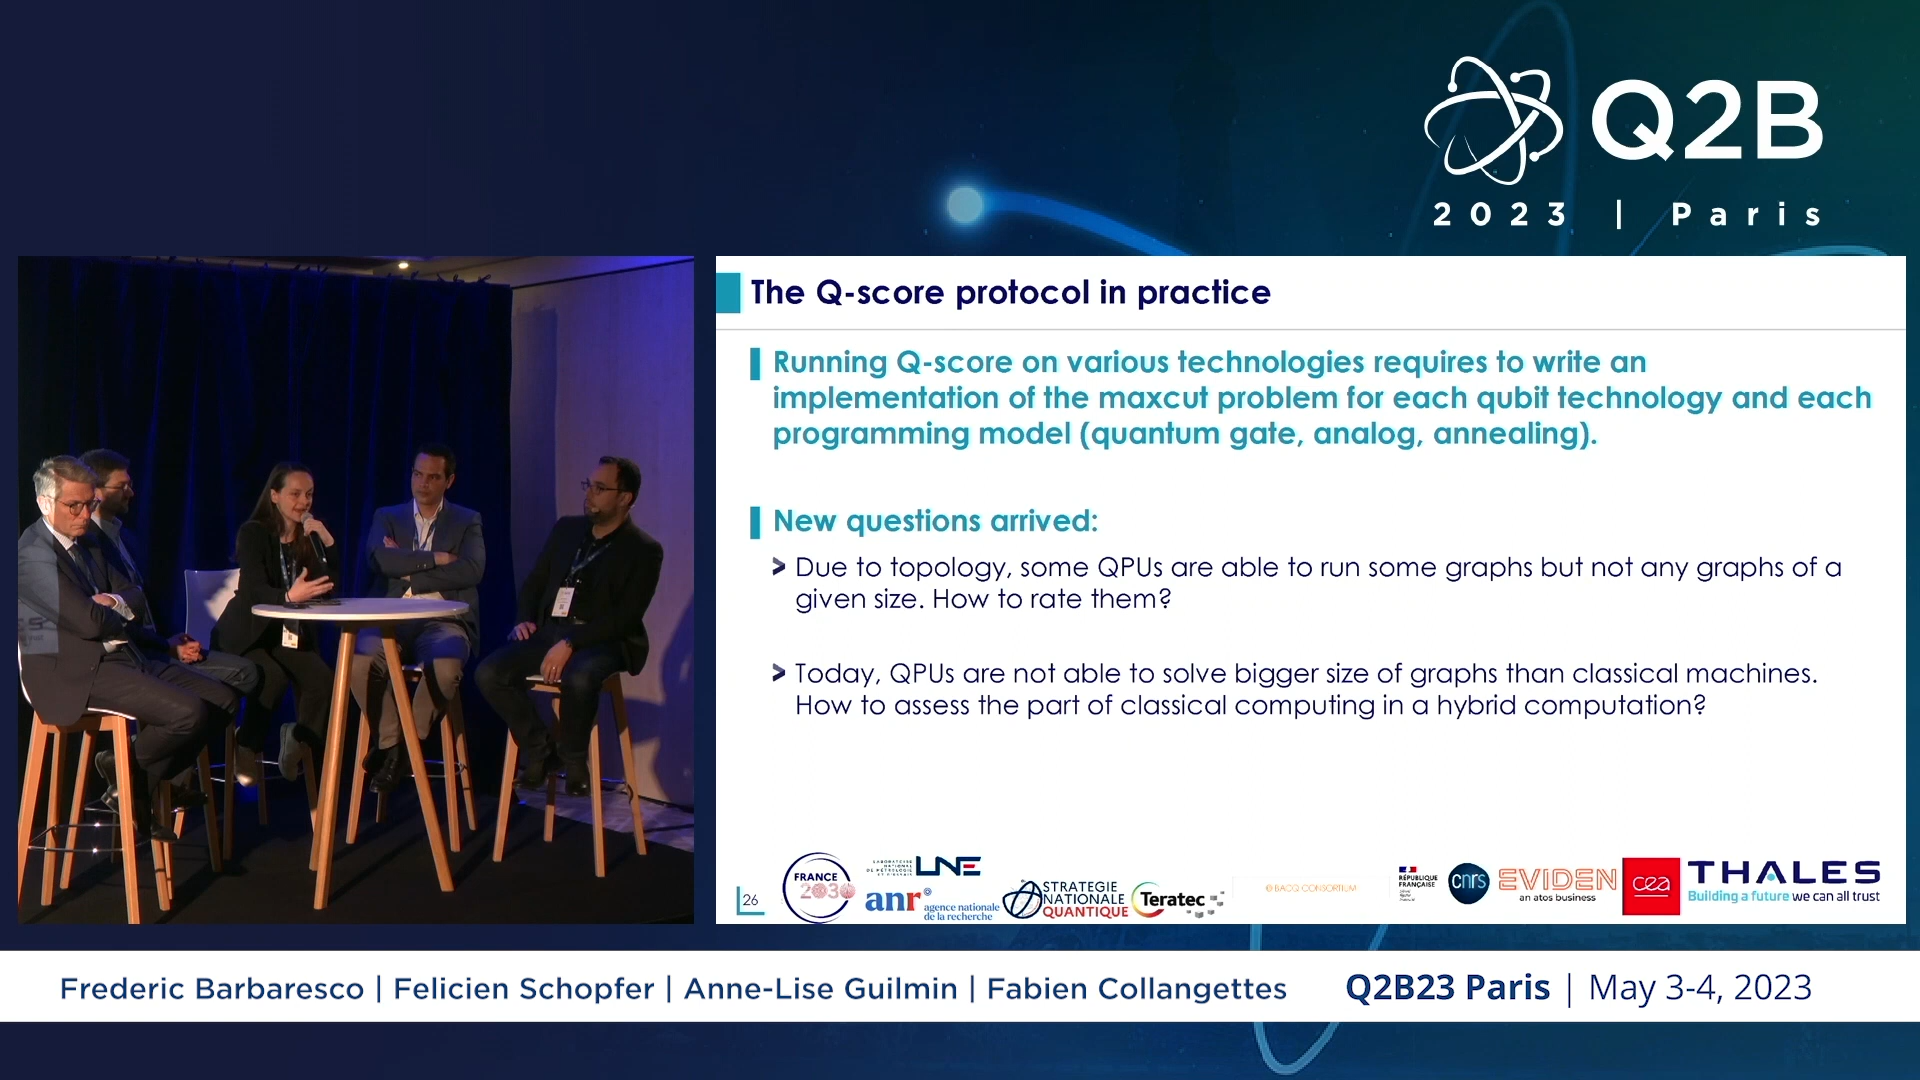 Q2B
2023 | Paris
The Q-score protocol in practice
Running Q-score on various technologies requires to write an
implementation of the maxcut problem for each qubit technology and each
programming model (quantum gate, analog, annealing).
New questions arrived:
> Due to topology, some QPUs are able to run some graphs but not any graphs of a
given size. How to rate them?
> Today, QPUs are not able to solve bigger size of graphs than classical machines.
How to assess the part of classical computing in a hybrid computation?
26
FRANCE
2030
LNE
anr
agence nationale
de la recherche
STRATEGIE
NATIONALE
QUANTIQUE
Teratec
© BACQ CONSORTIUM
RÉPUBLIQUE
FRANÇAISE
cnrs
EVIDEN
an atos business
cea
THALES
Building a future we can all trust
Frederic Barbaresco | Felicien Schopfer | Anne-Lise Guilmin | Fabien Collangettes
Q2B23 Paris | May 3-4, 2023